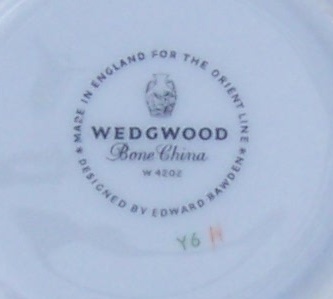 ★ MADE IN ENGLAND FOR THE ORIENT LINE ★
WEDGWOOD
Bone China
W 4202
DESIGNED BY EDWARD BAWDEN
Y6 N